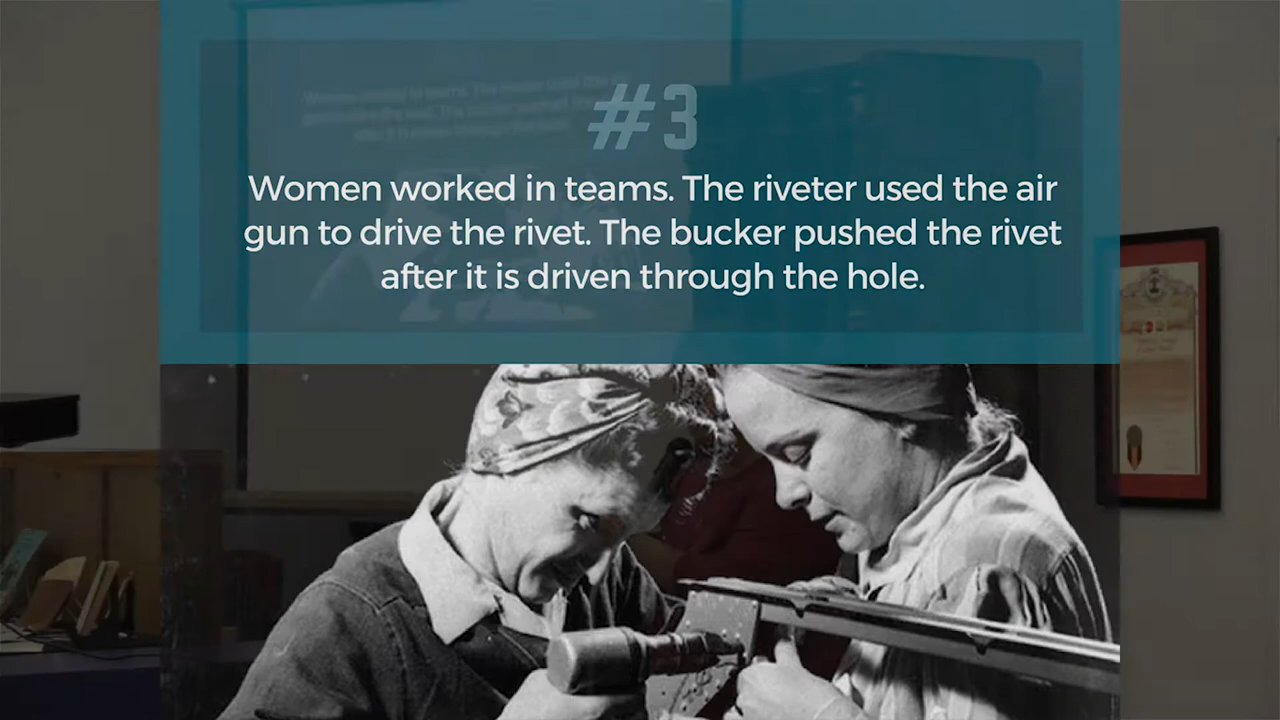 #3
Women worked in teams. The riveter used the air
gun to drive the rivet. The bucker pushed the rivet
after it is driven through the hole.